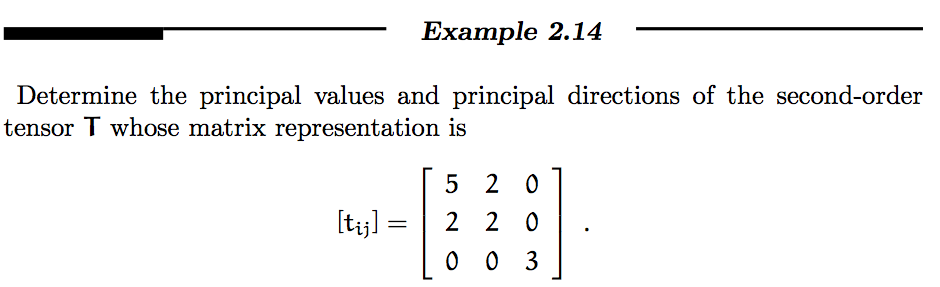 Example 2.14
Determine the principal values and principal directions of the second-order
tensor T whose matrix representation is
[t_{ij}] = \begin{bmatrix} 5 & 2 & 0 \\ 2 & 2 & 0 \\ 0 & 0 & 3 \end{bmatrix} .